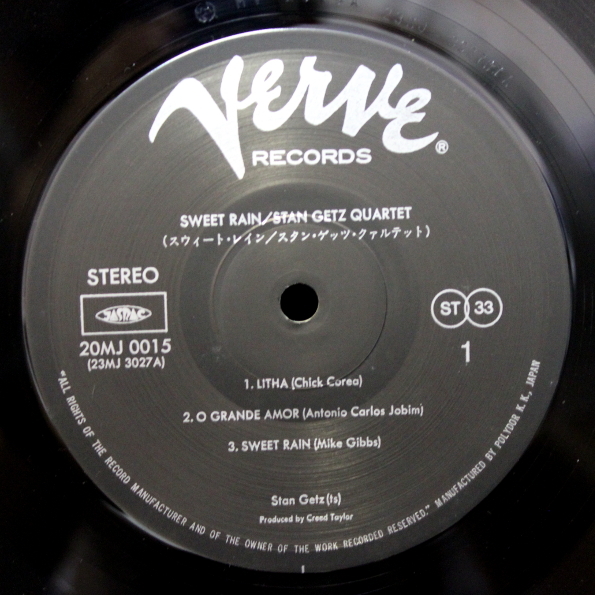 Verve®
RECORDS
SWEET RAIN/STAN GETZ QUARTET
(スウィート・レイン/スタン・ゲッツ・クァルテット)
STEREO
JASRAC
20MJ 0015
(23MJ 3027A)
ST 33
1
1. LITHA (Chick Corea)
2. O GRANDE AMOR (Antonio Carlos Jobim)
3. SWEET RAIN (Mike Gibbs)
Stan Getz (ts)
Produced by Creed Taylor
"ALL RIGHTS OF THE RECORD MANUFACTURER AND OF THE OWNER OF THE WORK RECORDED RESERVED." MANUFACTURED BY POLYDOR K.K., JAPAN